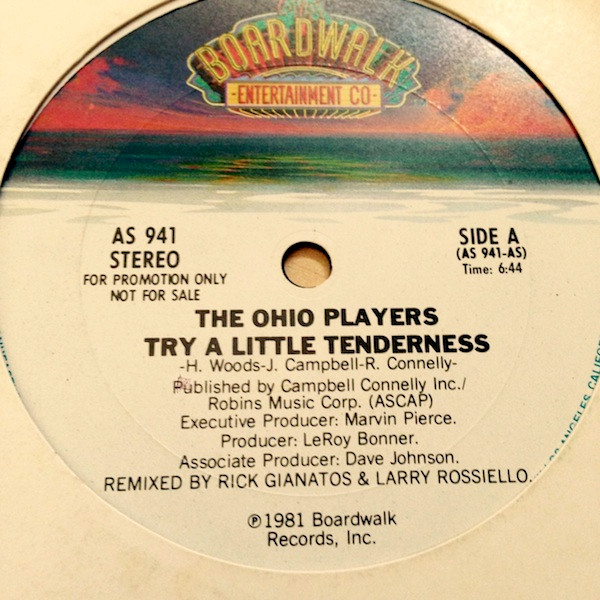 BOARDWALK
-ENTERTAINMENT CO-
AS 941
STEREO
FOR PROMOTION ONLY
NOT FOR SALE
SIDE A
(AS 941-AS)
Time: 6:44
THE OHIO PLAYERS
TRY A LITTLE TENDERNESS
-H. Woods-J. Campbell-R. Connelly-
Published by Campbell Connelly Inc./
Robins Music Corp. (ASCAP)
Executive Producer: Marvin Pierce.
Producer: LeRoy Bonner.
Associate Producer: Dave Johnson.
REMIXED BY RICK GIANATOS & LARRY ROSSIELLO.
℗1981 Boardwalk
Records, Inc.